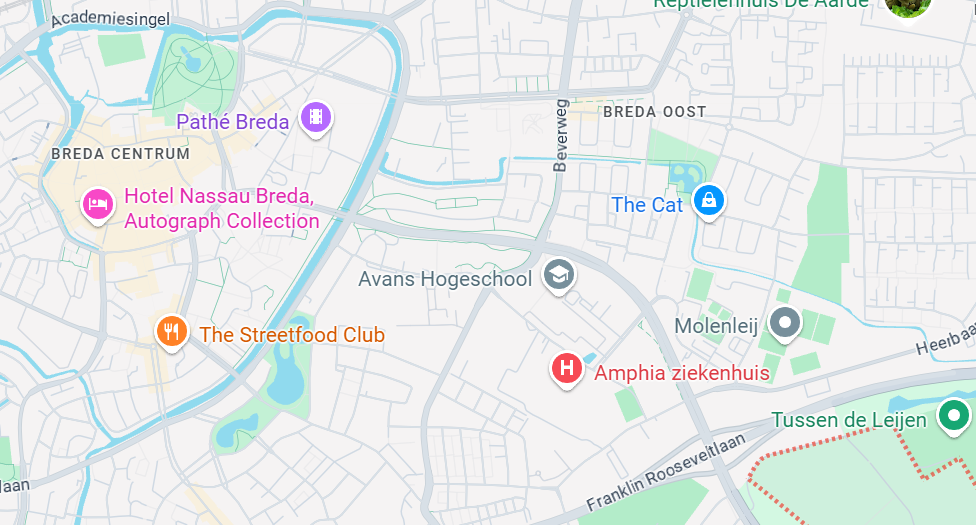 Academiesingel
Reptielenhuis De Aarde
Pathé Breda
Beverweg
BREDA OOST
BREDA CENTRUM
Hotel Nassau Breda,
Autograph Collection
The Cat
Avans Hogeschool
The Streetfood Club
Molenleij
Heerbaa
H
Amphia ziekenhuis
Tussen de Leijen
Franklin Rooseveltlaan
laan